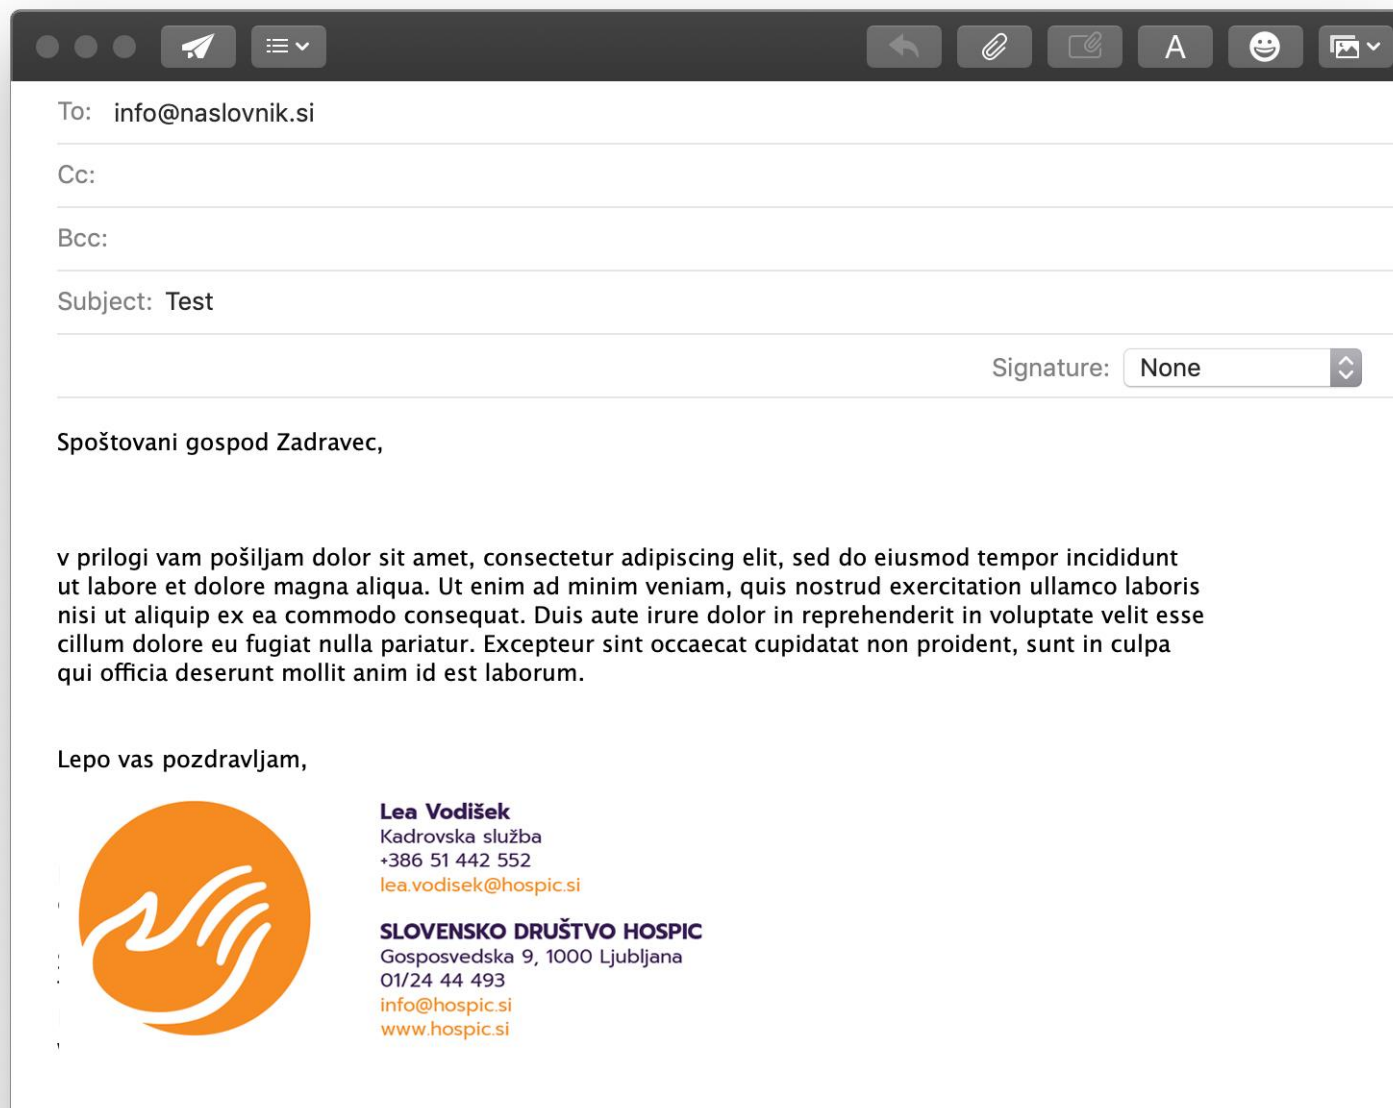 To: info@naslovnik.si
Cc:
Bcc:
Subject: Test
Signature: None
Spoštovani gospod Zadravec,
v prilogi vam pošiljam dolor sit amet, consectetur adipiscing elit, sed do eiusmod tempor incididunt
ut labore et dolore magna aliqua. Ut enim ad minim veniam, quis nostrud exercitation ullamco laboris
nisi ut aliquip ex ea commodo consequat. Duis aute irure dolor in reprehenderit in voluptate velit esse
cillum dolore eu fugiat nulla pariatur. Excepteur sint occaecat cupidatat non proident, sunt in culpa
qui officia deserunt mollit anim id est laborum.
Lepo vas pozdravljam,
Lea Vodišek
Kadrovska služba
+386 51 442 552
lea.vodisek@hospic.si
SLOVENSKO DRUŠTVO HOSPIC
Gosposvedska 9, 1000 Ljubljana
01/24 44 493
info@hospic.si
www.hospic.si